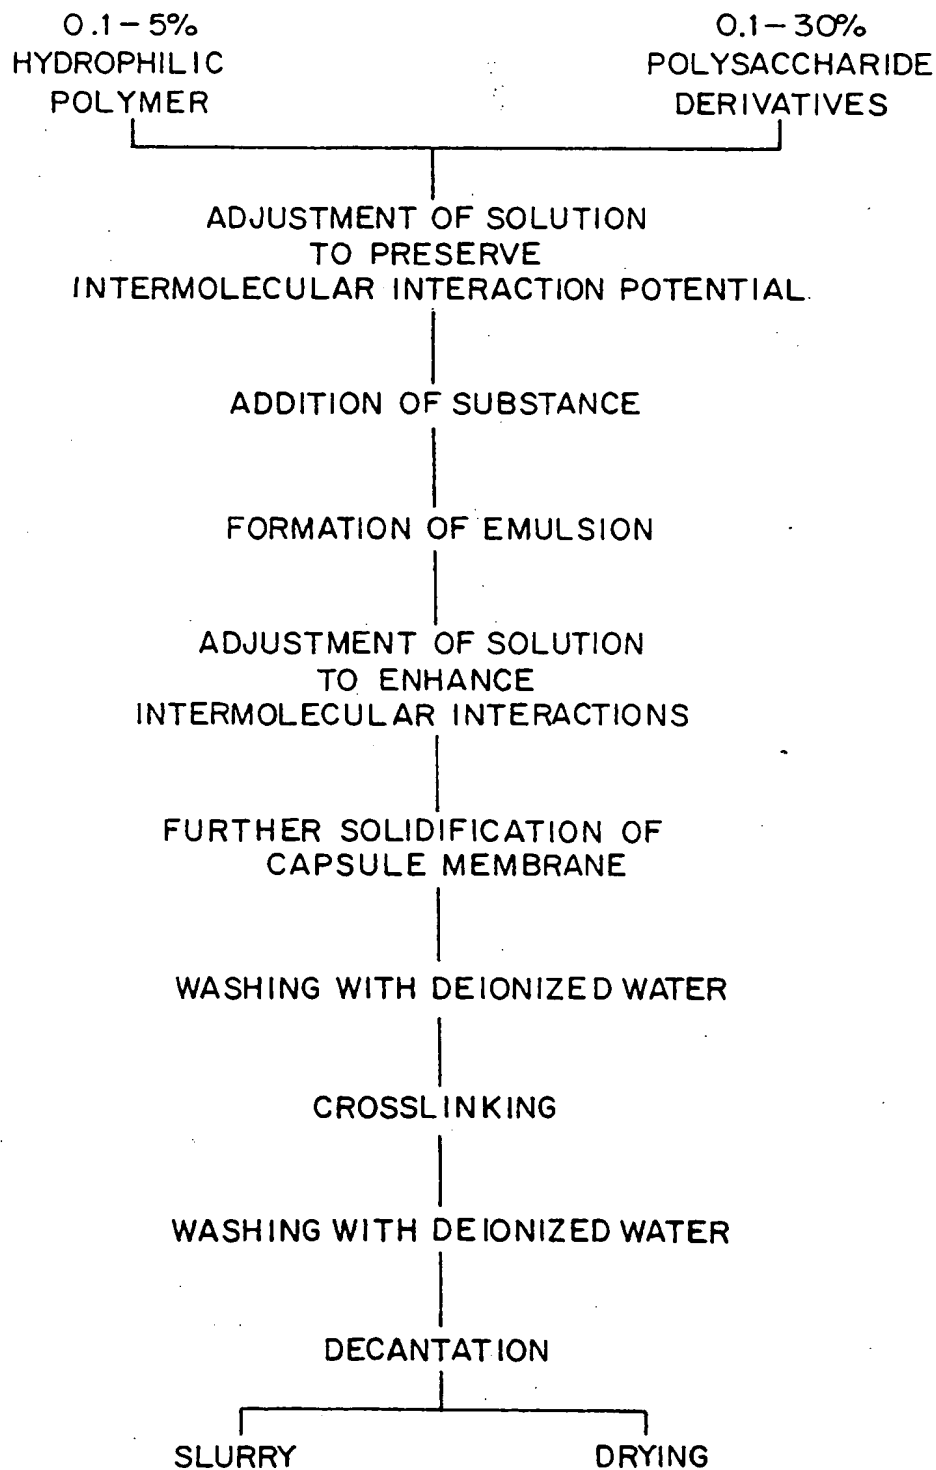 0.1-5%
HYDROPHILIC
POLYMER
0.1-30%
POLYSACCHARIDE
DERIVATIVES
ADJUSTMENT OF SOLUTION
TO PRESERVE
INTERMOLECULAR INTERACTION POTENTIAL
ADDITION OF SUBSTANCE
FORMATION OF EMULSION
ADJUSTMENT OF SOLUTION
TO ENHANCE
INTERMOLECULAR INTERACTIONS
FURTHER SOLIDIFICATION OF
CAPSULE MEMBRANE
WASHING WITH DEIONIZED WATER
CROSSLINKING
WASHING WITH DEIONIZED WATER
DECANTATION
SLURRY
DRYING